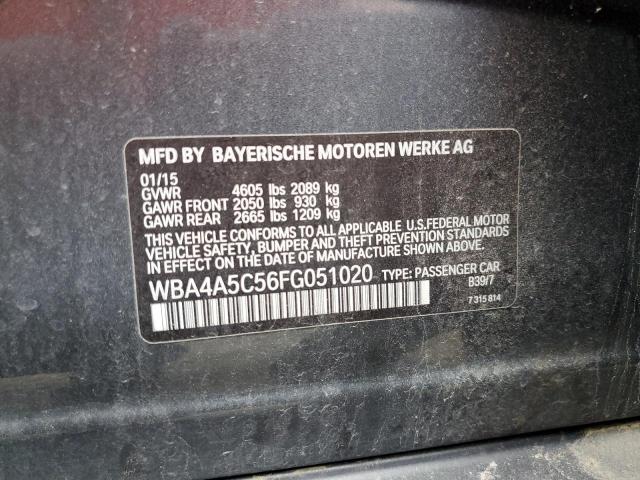 MFD BY BAYERISCHE MOTOREN WERKE AG
01/15
GVWR 4605 lbs 2089 kg
GAWR FRONT 2050 lbs 930 kg
GAWR REAR 2665 lbs 1209 kg
THIS VEHICLE CONFORMS TO ALL APPLICABLE U.S.FEDERAL MOTOR
VEHICLE SAFETY, BUMPER AND THEFT PREVENTION STANDARDS
IN EFFECT ON THE DATE OF MANUFACTURE SHOWN ABOVE.
WBA4A5C56FG051020 TYPE: PASSENGER CAR
B39/7
7 315 814